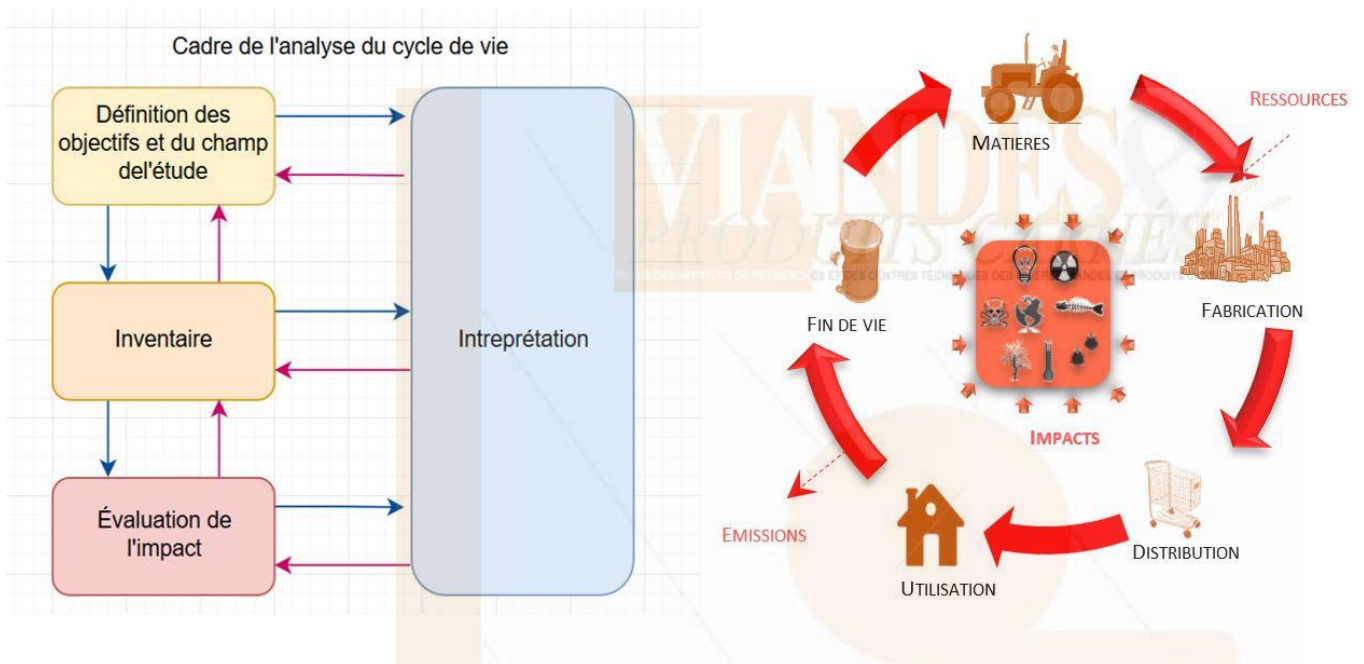 Cadre de l'analyse du cycle de vie
Définition des
objectifs et du champ
del'étude
Inventaire
Évaluation de
l'impact
Intreprétation
VIANDES &
PRODUITS CARNÉS
MATIERES
RESSOURCES
FABRICATION
DISTRIBUTION
UTILISATION
EMISSIONS
FIN DE VIE
IMPACTS